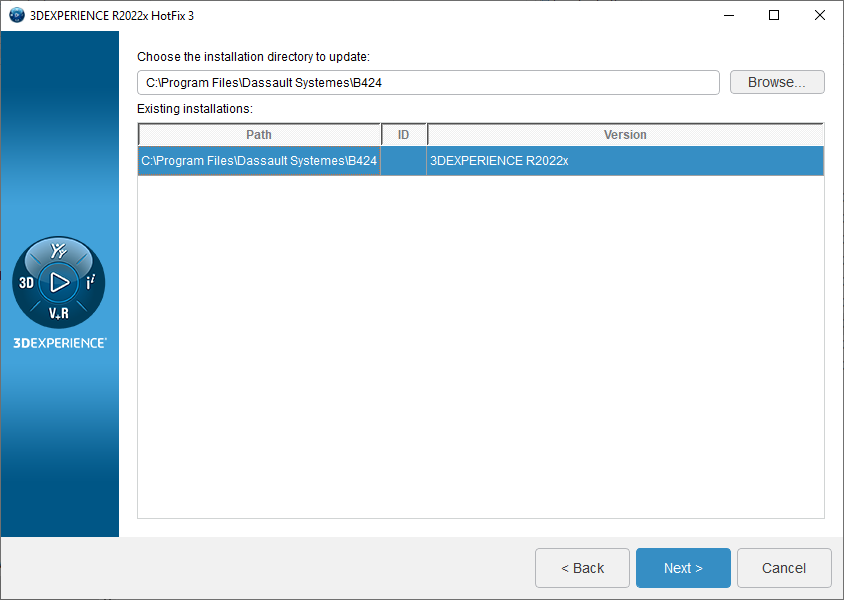 3DEXPERIENCE R2022x HotFix 3
Choose the installation directory to update:
C:\Program Files\Dassault Systemes\B424
Browse...
Existing installations:
Path ID Version
C:\Program Files\Dassault Systemes\B424 3DEXPERIENCE R2022x
3D
i
V+R
3DEXPERIENCE
< Back Next > Cancel